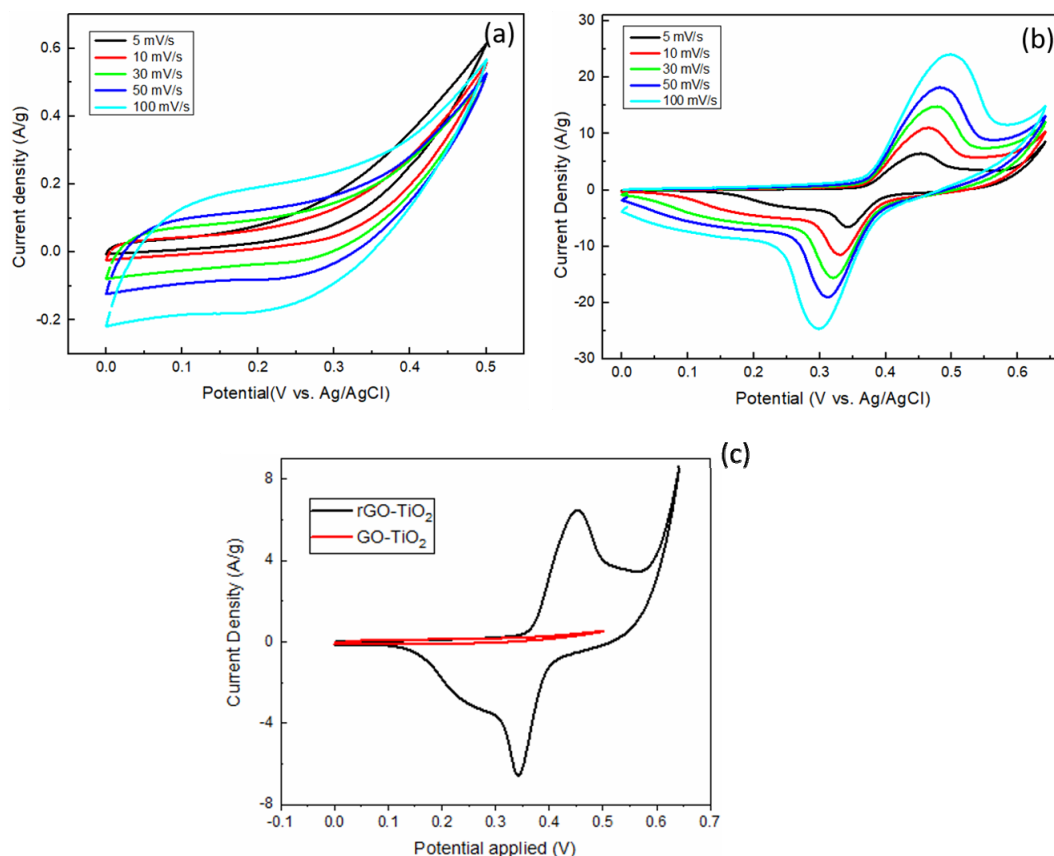 (a)
5 mV/s
10 mV/s
30 mV/s
50 mV/s
100 mV/s
Current density (A/g)
0.6
0.4
0.2
0.0
-0.2
0.0 0.1 0.2 0.3 0.4 0.5
Potential(V vs. Ag/AgCl)
(b)
5 mV/s
10 mV/s
30 mV/s
50 mV/s
100 mV/s
Current Density (A/g)
30
20
10
0
-10
-20
-30
0.0 0.1 0.2 0.3 0.4 0.5 0.6
Potential (V vs. Ag/AgCl)
(c)
rGO-TiO₂
GO-TiO₂
Current Density (A/g)
8
4
0
-4
-8
-0.1 0.0 0.1 0.2 0.3 0.4 0.5 0.6 0.7
Potential applied (V)